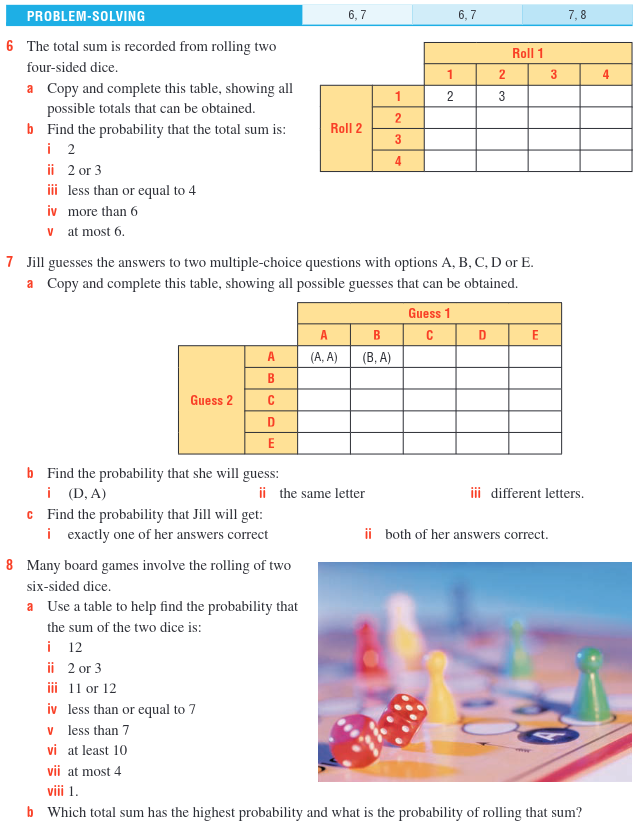 PROBLEM-SOLVING 6, 7 6, 7 7, 8
6 The total sum is recorded from rolling two
four-sided dice.
a Copy and complete this table, showing all
possible totals that can be obtained.
b Find the probability that the total sum is:
i 2
ii 2 or 3
iii less than or equal to 4
iv more than 6
v at most 6.
Roll 1
1 2 3 4
Roll 2
1 2 3
2
3
4
7 Jill guesses the answers to two multiple-choice questions with options A, B, C, D or E.
a Copy and complete this table, showing all possible guesses that can be obtained.
Guess 1
A B C D E
Guess 2
A (A, A) (B, A)
B
C
D
E
b Find the probability that she will guess:
i (D, A) ii the same letter iii different letters.
c Find the probability that Jill will get:
i exactly one of her answers correct ii both of her answers correct.
8 Many board games involve the rolling of two
six-sided dice.
a Use a table to help find the probability that
the sum of the two dice is:
i 12
ii 2 or 3
iii 11 or 12
iv less than or equal to 7
v less than 7
vi at least 10
vii at most 4
viii 1.
A
b Which total sum has the highest probability and what is the probability of rolling that sum?